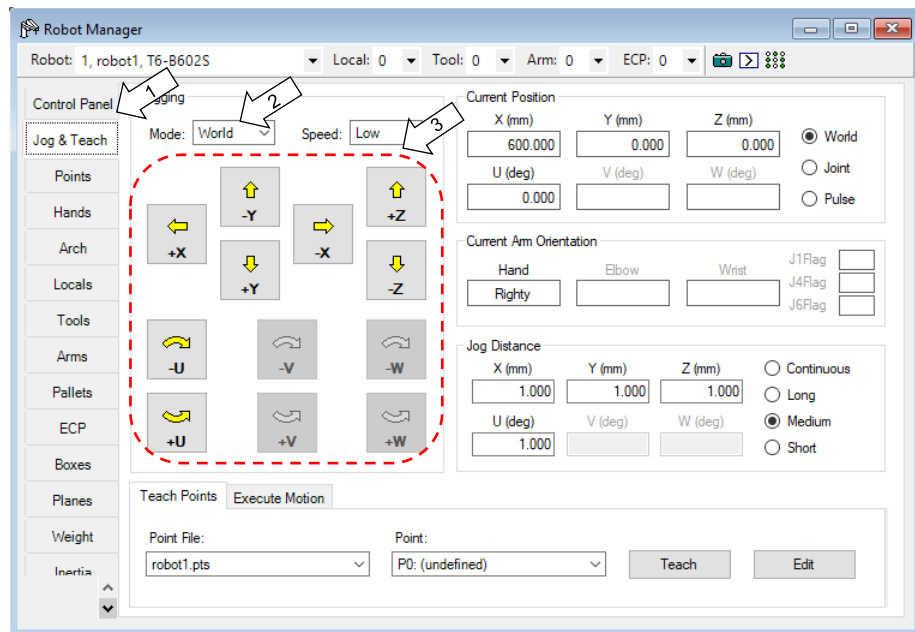 Robot Manager
Robot: 1, robot1, T6-B602S Local: 0 Tool: 0 Arm: 0 ECP: 0
Control Panel
Jog & Teach
Points
Hands
Arch
Locals
Tools
Arms
Pallets
ECP
Boxes
Planes
Weight
Inertia
1
2
3
Mode: World Speed: Low
-Y +Z
+X -X
+Y -Z
-U -V -W
+U +V +W
Current Position
X (mm) Y (mm) Z (mm)
600.000 0.000 0.000
U (deg) V (deg) W (deg)
0.000
World
Joint
Pulse
Current Arm Orientation
Hand Elbow Wrist
Righty
J1Flag
J4Flag
J6Flag
Jog Distance
X (mm) Y (mm) Z (mm)
1.000 1.000 1.000
U (deg) V (deg) W (deg)
1.000
Continuous
Long
Medium
Short
Teach Points Execute Motion
Point File: Point:
robot1.pts P0: (undefined) Teach Edit